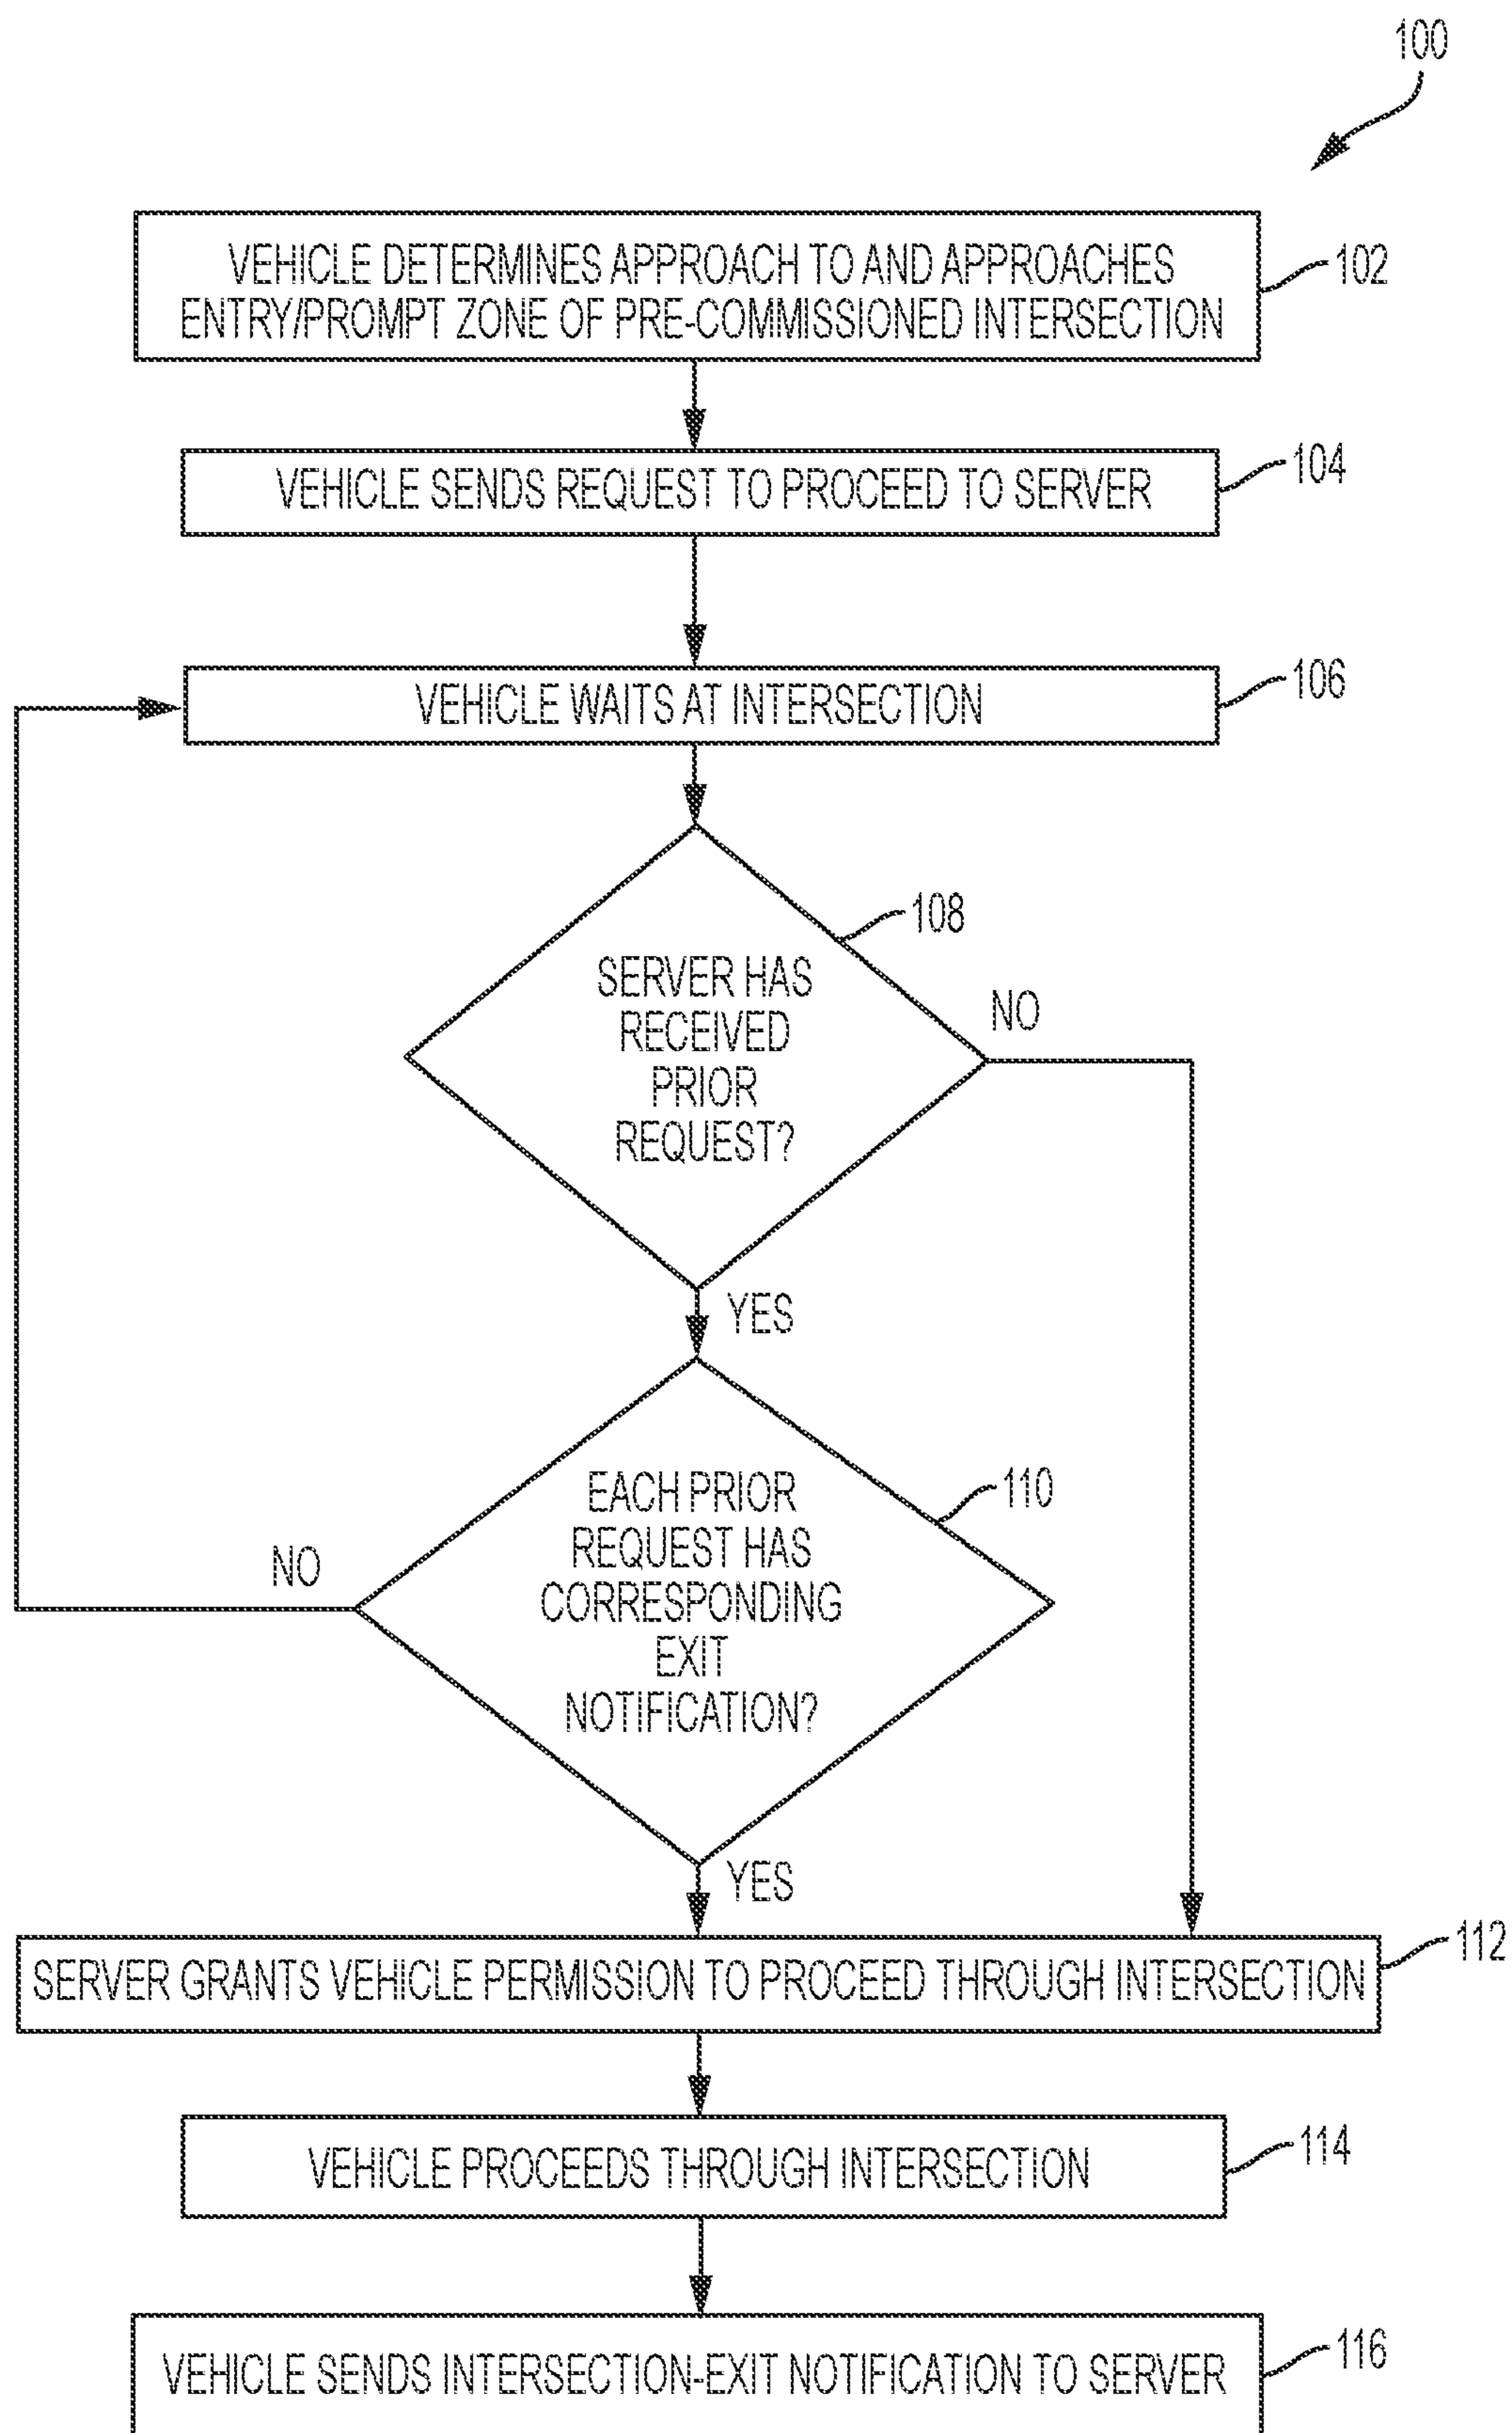 100
VEHICLE DETERMINES APPROACH TO AND APPROACHES
ENTRY/PROMPT ZONE OF PRE-COMMISSIONED INTERSECTION
102
VEHICLE SENDS REQUEST TO PROCEED TO SERVER
104
VEHICLE WAITS AT INTERSECTION
106
108
SERVER HAS
RECEIVED
PRIOR
REQUEST?
NO
YES
EACH PRIOR
REQUEST HAS
CORRESPONDING
EXIT
NOTIFICATION?
110
NO
YES
SERVER GRANTS VEHICLE PERMISSION TO PROCEED THROUGH INTERSECTION
112
VEHICLE PROCEEDS THROUGH INTERSECTION
114
VEHICLE SENDS INTERSECTION-EXIT NOTIFICATION TO SERVER
116